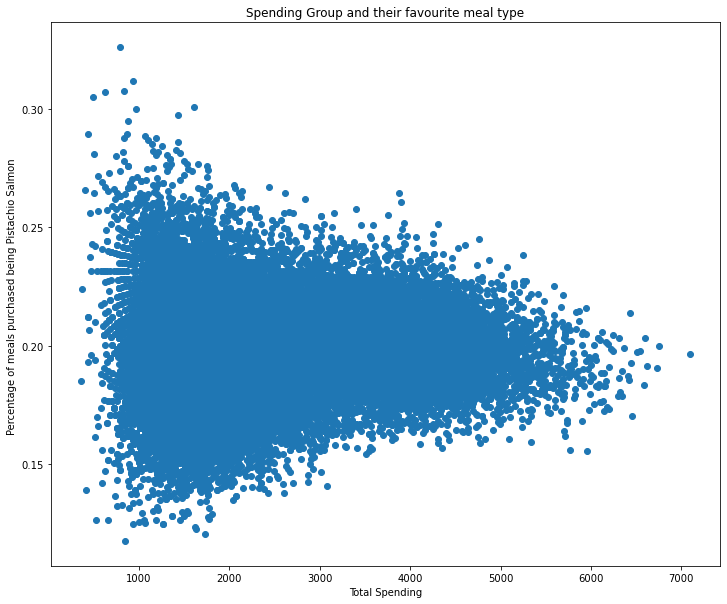 Spending Group and their favourite meal type
Percentage of meals purchased being Pistachio Salmon
0.30
0.25
0.20
0.15
1000 2000 3000 4000 5000 6000 7000
Total Spending